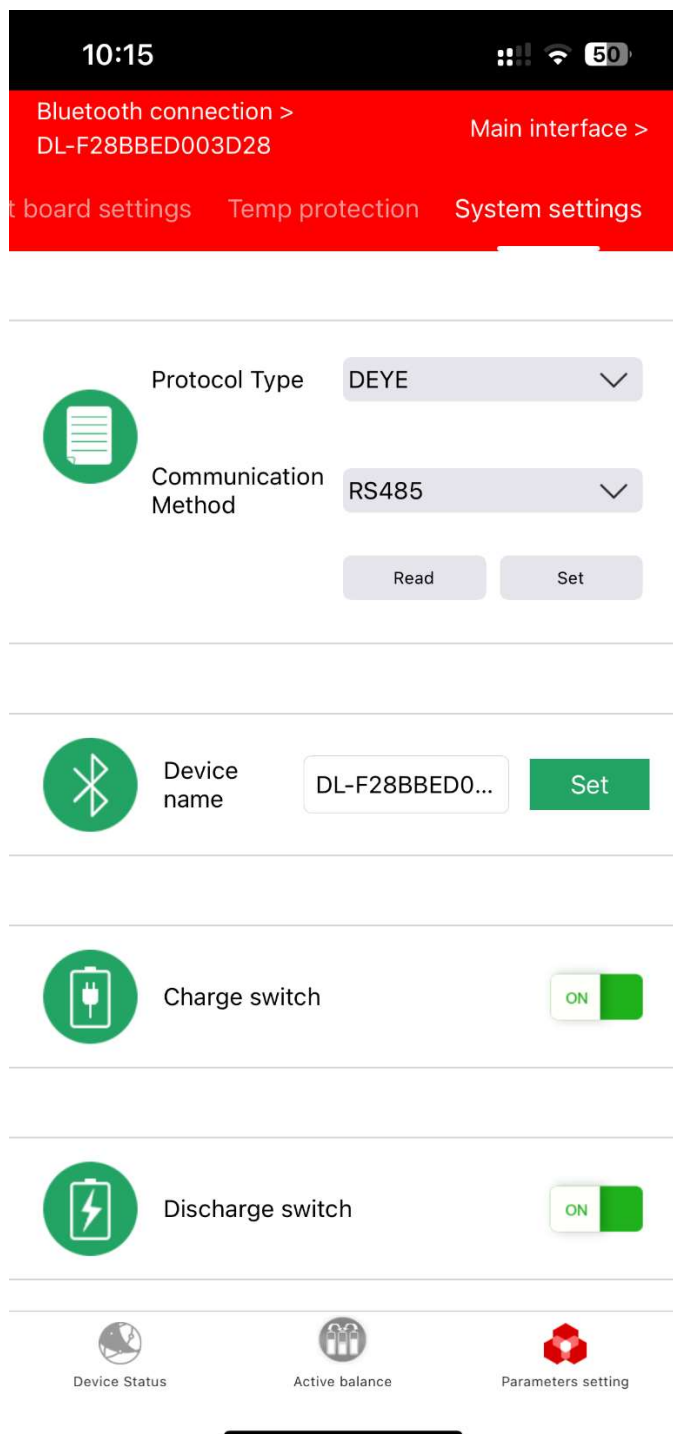 10:15
50
Bluetooth connection >
DL-F28BBED003D28
Main interface >
t board settings Temp protection System settings
Protocol Type DEYE
Communication
Method
RS485
Read Set
Device
name
DL-F28BBED0...
Set
Charge switch ON
Discharge switch ON
Device Status Active balance Parameters setting